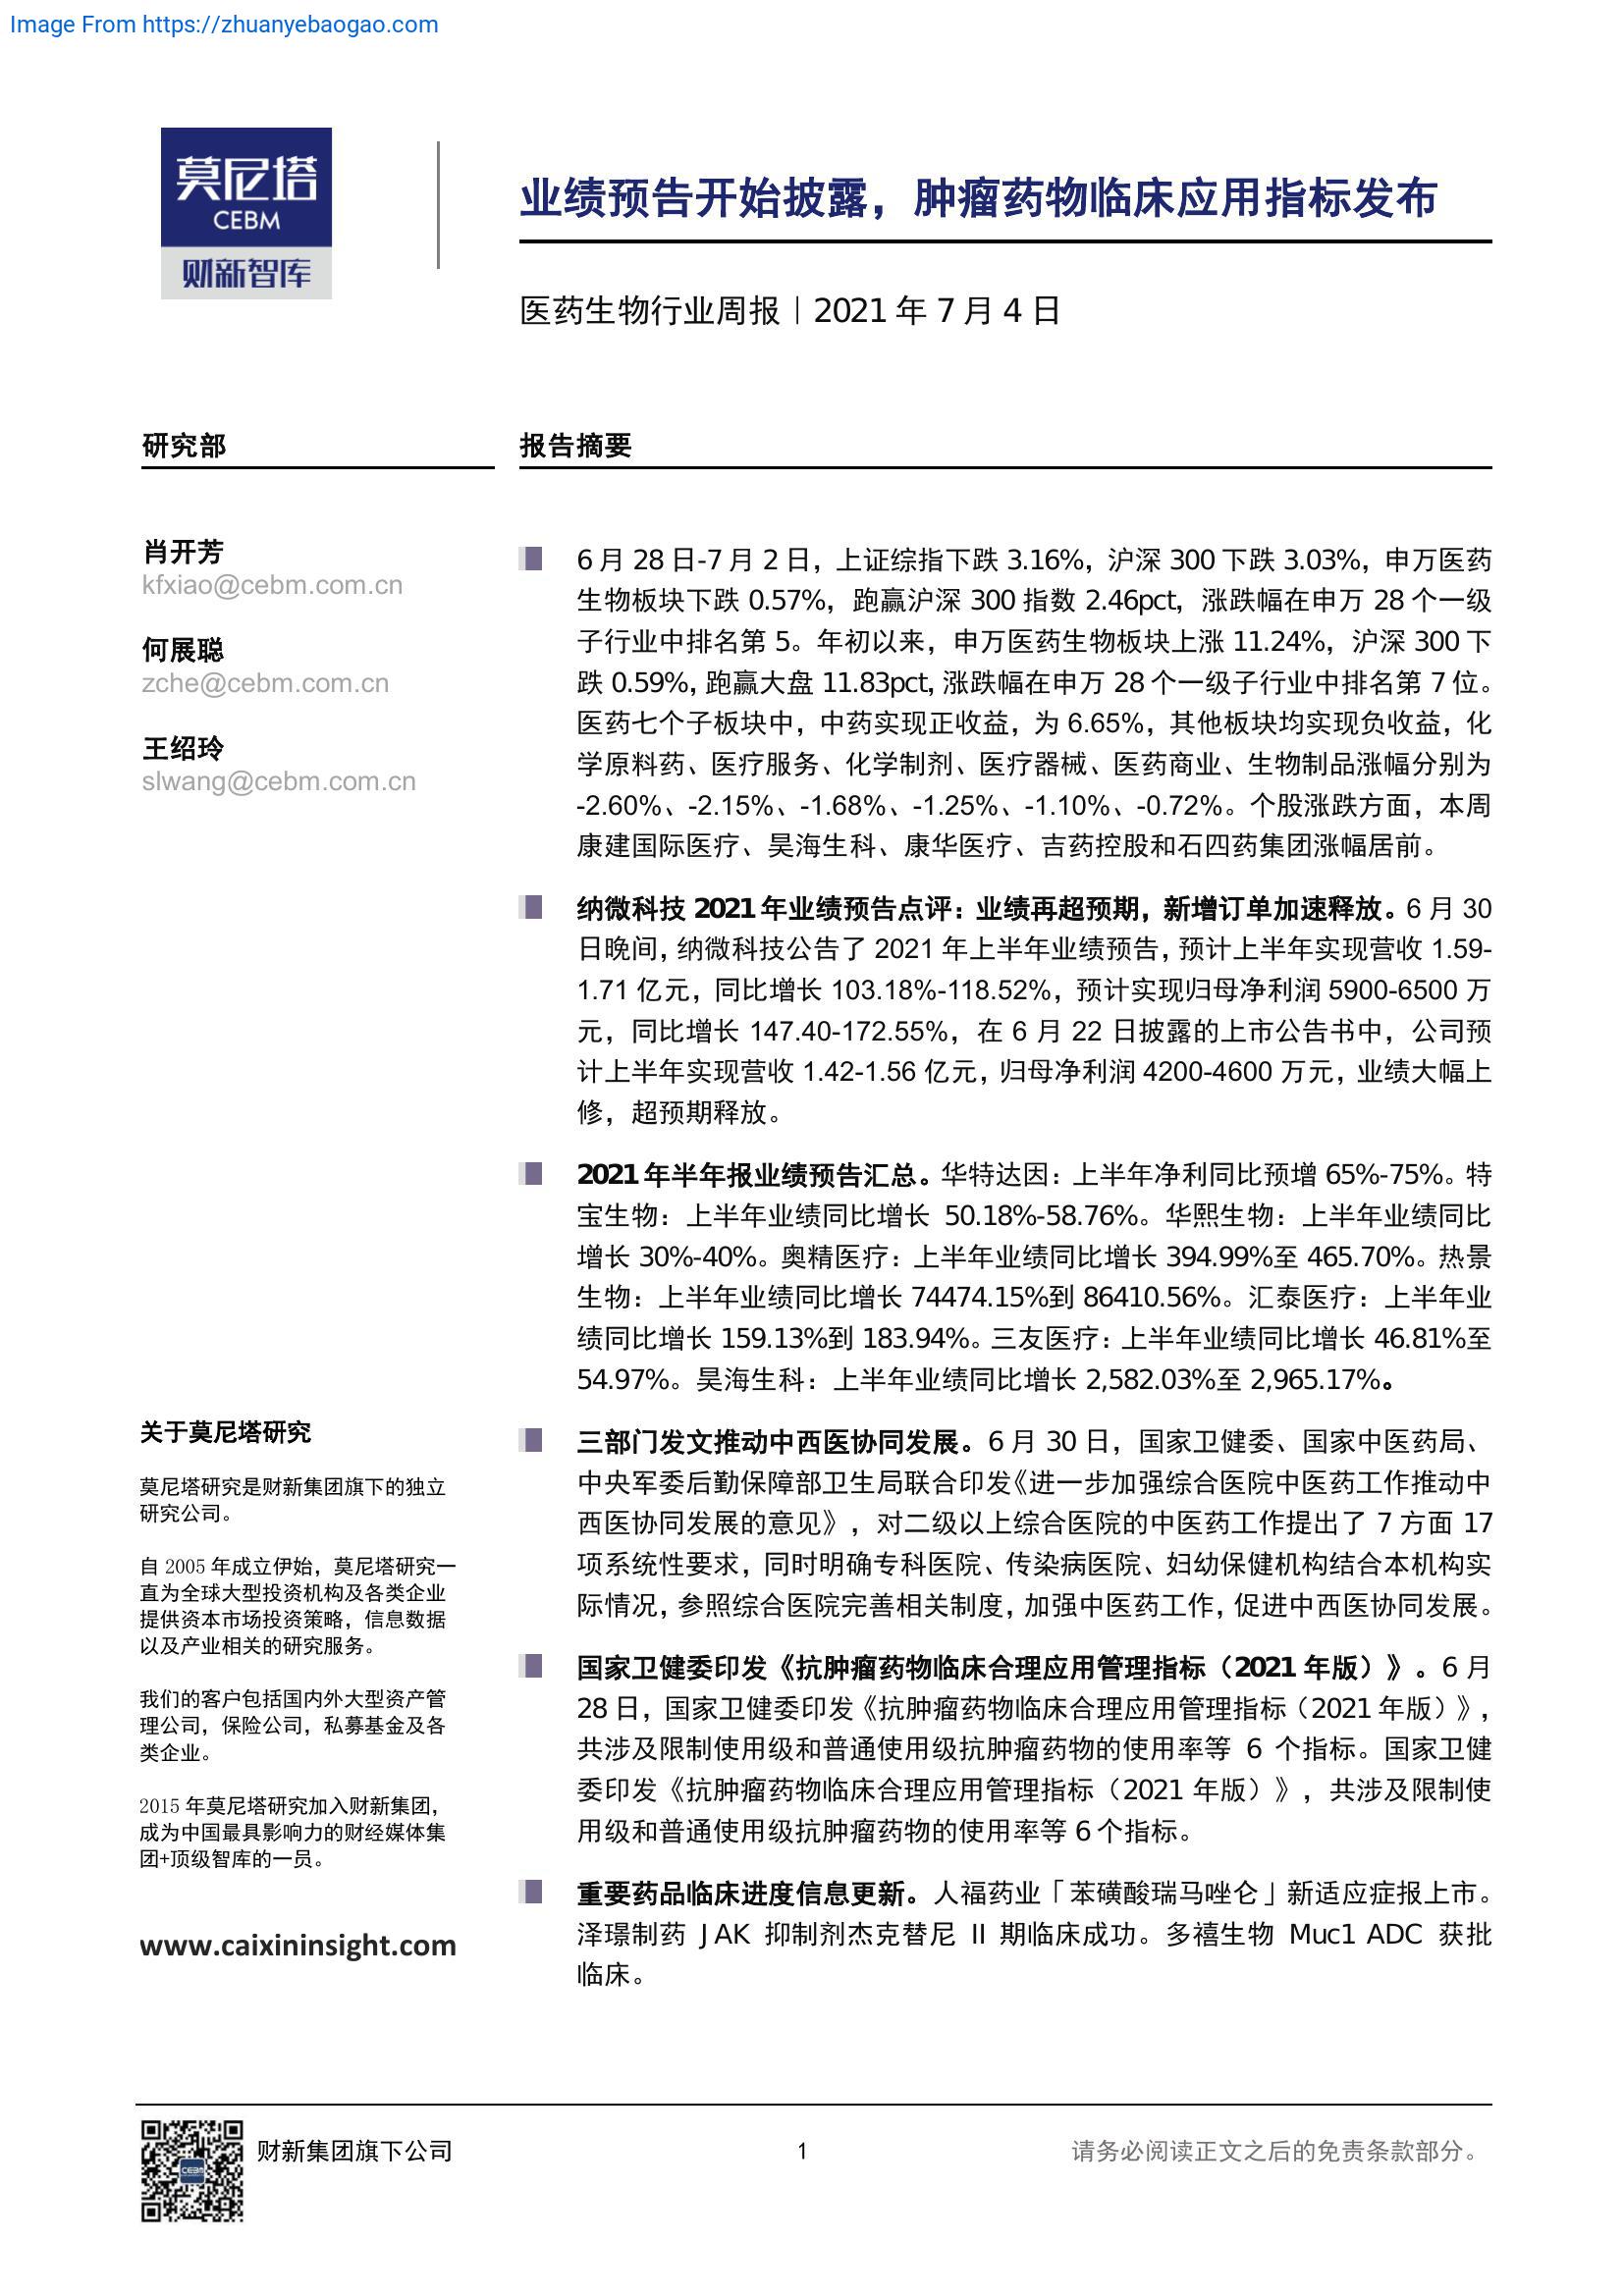 Image From https://zhuanyebaogao.com
莫尼塔
CEBM
财新智库
业绩预告开始披露，肿瘤药物临床应用指标发布
医药生物行业周报｜2021 年 7 月 4 日
研究部
肖开芳
kfxiao@cebm.com.cn
何展聪
zche@cebm.com.cn
王绍玲
slwang@cebm.com.cn
关于莫尼塔研究
莫尼塔研究是财新集团旗下的独立
研究公司。
自 2005 年成立伊始，莫尼塔研究一
直为全球大型投资机构及各类企业
提供资本市场投资策略，信息数据
以及产业相关的研究服务。
我们的客户包括国内外大型资产管
理公司，保险公司，私募基金及各
类企业。
2015 年莫尼塔研究加入财新集团，
成为中国最具影响力的财经媒体集
团+顶级智库的一员。
www.caixininsight.com
报告摘要
6 月 28 日-7 月 2 日，上证综指下跌 3.16%，沪深 300 下跌 3.03%，申万医药
生物板块下跌 0.57%，跑赢沪深 300 指数 2.46pct，涨跌幅在申万 28 个一级
子行业中排名第 5。年初以来，申万医药生物板块上涨 11.24%，沪深 300 下
跌 0.59%，跑赢大盘 11.83pct，涨跌幅在申万 28 个一级子行业中排名第 7 位。
医药七个子板块中，中药实现正收益，为 6.65%，其他板块均实现负收益，化
学原料药、医疗服务、化学制剂、医疗器械、医药商业、生物制品涨幅分别为
-2.60%、-2.15%、-1.68%、-1.25%、-1.10%、-0.72%。个股涨跌方面，本周
康建国际医疗、昊海生科、康华医疗、吉药控股和石四药集团涨幅居前。
纳微科技 2021 年业绩预告点评：业绩再超预期，新增订单加速释放。6 月 30
日晚间，纳微科技公告了 2021 年上半年业绩预告，预计上半年实现营收 1.59-
1.71 亿元，同比增长 103.18%-118.52%，预计实现归母净利润 5900-6500 万
元，同比增长 147.40-172.55%，在 6 月 22 日披露的上市公告书中，公司预
计上半年实现营收 1.42-1.56 亿元，归母净利润 4200-4600 万元，业绩大幅上
修，超预期释放。
2021 年半年报业绩预告汇总。华特达因：上半年净利同比预增 65%-75%。特
宝生物：上半年业绩同比增长 50.18%-58.76%。华熙生物：上半年业绩同比
增长 30%-40%。奥精医疗：上半年业绩同比增长 394.99%至 465.70%。热景
生物：上半年业绩同比增长 74474.15%到 86410.56%。汇泰医疗：上半年业
绩同比增长 159.13%到 183.94%。三友医疗：上半年业绩同比增长 46.81%至
54.97%。昊海生科：上半年业绩同比增长 2,582.03%至 2,965.17%。
三部门发文推动中西医协同发展。6 月 30 日，国家卫健委、国家中医药局、
中央军委后勤保障部卫生局联合印发《进一步加强综合医院中医药工作推动中
西医协同发展的意见》，对二级以上综合医院的中医药工作提出了 7 方面 17
项系统性要求，同时明确专科医院、传染病医院、妇幼保健机构结合本机构实
际情况，参照综合医院完善相关制度，加强中医药工作，促进中西医协同发展。
国家卫健委印发《抗肿瘤药物临床合理应用管理指标（2021 年版）》。6 月
28 日，国家卫健委印发《抗肿瘤药物临床合理应用管理指标（2021 年版）》，
共涉及限制使用级和普通使用级抗肿瘤药物的使用率等 6 个指标。国家卫健
委印发《抗肿瘤药物临床合理应用管理指标（2021 年版）》，共涉及限制使
用级和普通使用级抗肿瘤药物的使用率等 6 个指标。
重要药品临床进度信息更新。人福药业「苯磺酸瑞马唑仑」新适应症报上市。
泽璟制药 JAK 抑制剂杰克替尼 II 期临床成功。多禧生物 Muc1 ADC 获批
临床。
CEBM
财新集团旗下公司
1
请务必阅读正文之后的免责条款部分。